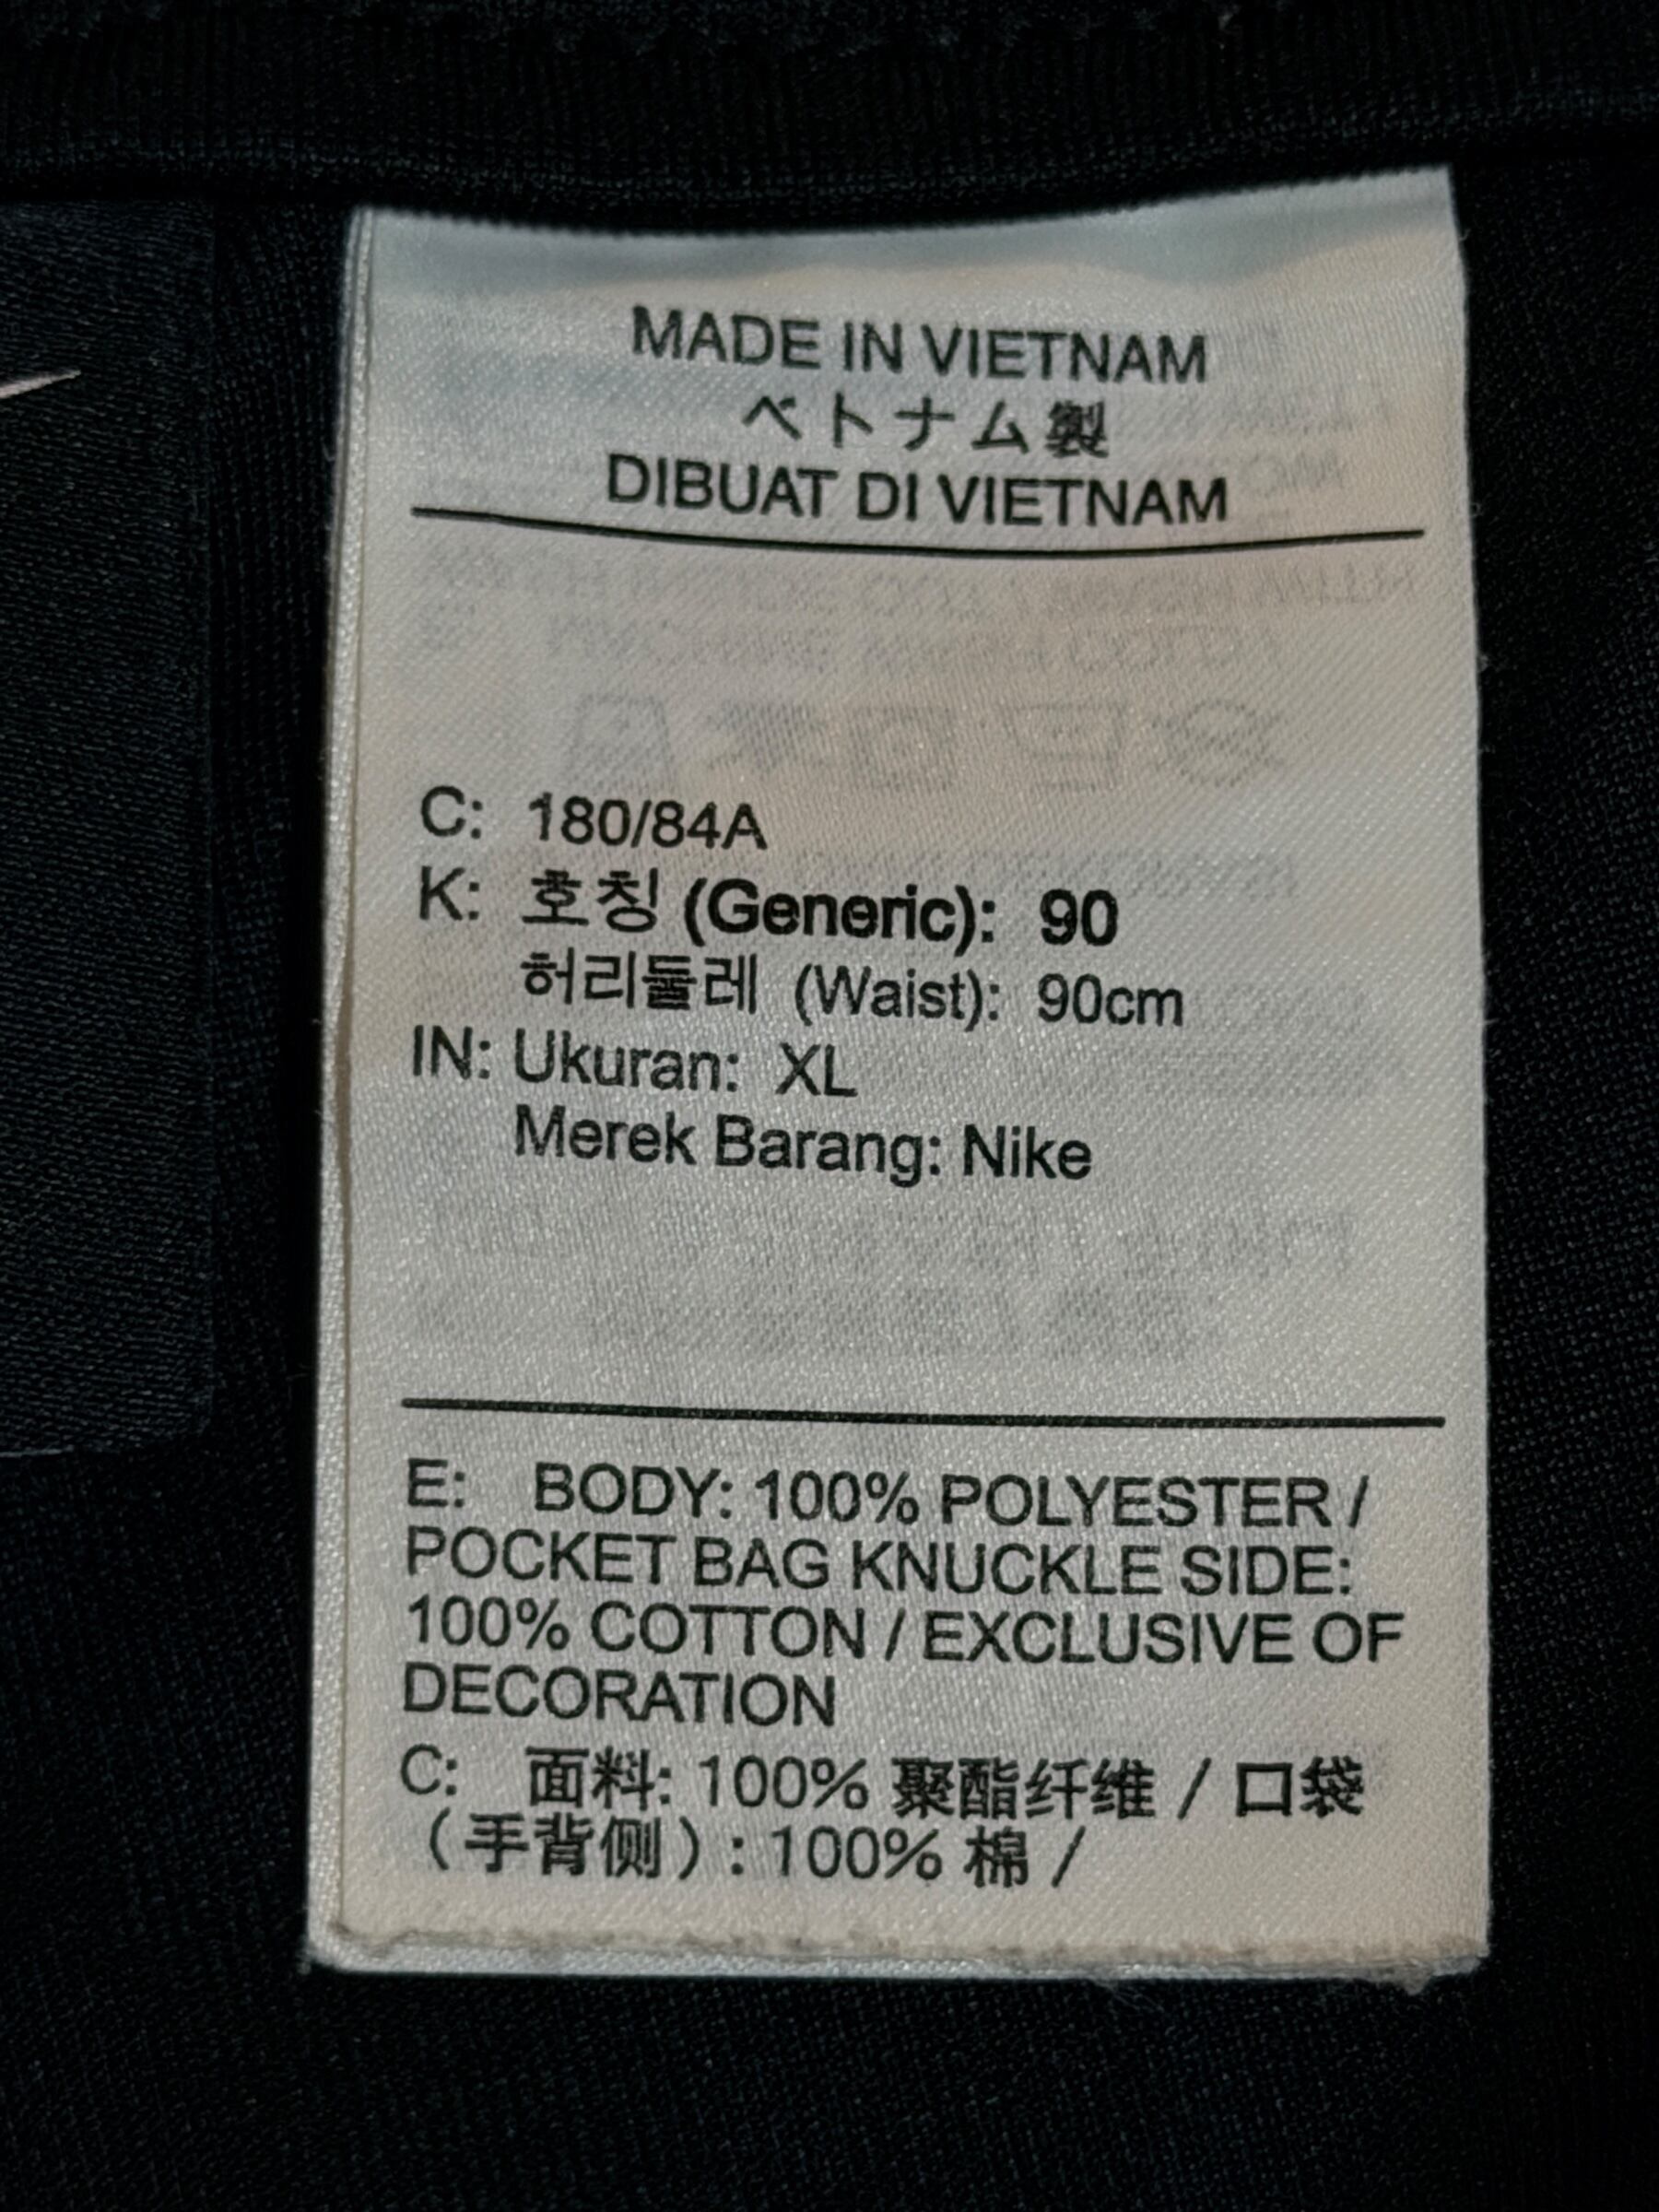 MADE IN VIETNAM
ベトナム製
DIBUAT DI VIETNAM
C: 180/84A
K: 호칭 (Generic): 90
허리둘레 (Waist): 90cm
IN: Ukuran: XL
Merek Barang: Nike
E: BODY: 100% POLYESTER /
POCKET BAG KNUCKLE SIDE:
100% COTTON / EXCLUSIVE OF
DECORATION
C: 面料: 100% 聚酯纤维 / 口袋
（手背侧）: 100% 棉 /